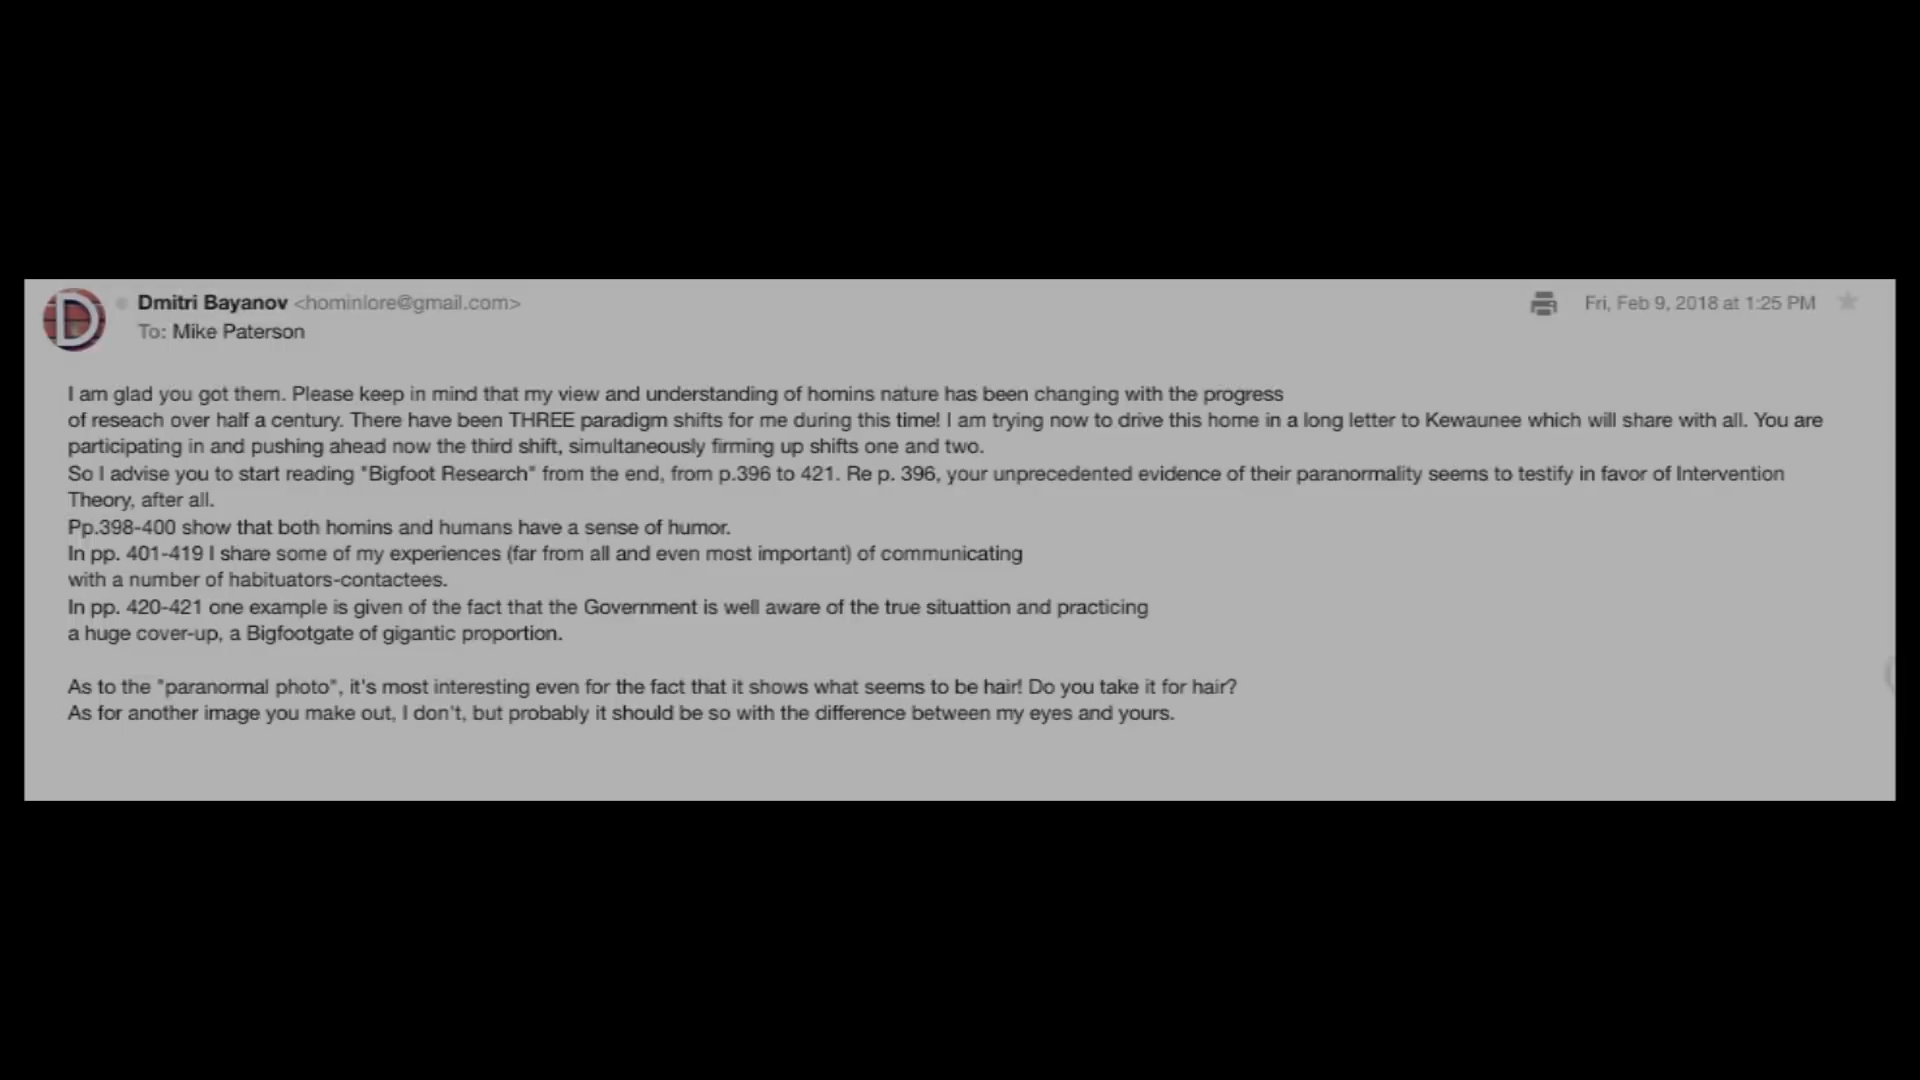 D
Dmitri Bayanov <hominlore@gmail.com>
Fri, Feb 9, 2018 at 1:25 PM
To: Mike Paterson
I am glad you got them. Please keep in mind that my view and understanding of homins nature has been changing with the progress
of reseach over half a century. There have been THREE paradigm shifts for me during this time! I am trying now to drive this home in a long letter to Kewaunee which will share with all. You are
participating in and pushing ahead now the third shift, simultaneously firming up shifts one and two.
So I advise you to start reading "Bigfoot Research" from the end, from p.396 to 421. Re p. 396, your unprecedented evidence of their paranormality seems to testify in favor of Intervention
Theory, after all.
Pp.398-400 show that both homins and humans have a sense of humor.
In pp. 401-419 I share some of my experiences (far from all and even most important) of communicating
with a number of habituators-contactees.
In pp. 420-421 one example is given of the fact that the Government is well aware of the true situattion and practicing
a huge cover-up, a Bigfootgate of gigantic proportion.
As to the "paranormal photo", it's most interesting even for the fact that it shows what seems to be hair! Do you take it for hair?
As for another image you make out, I don't, but probably it should be so with the difference between my eyes and yours.